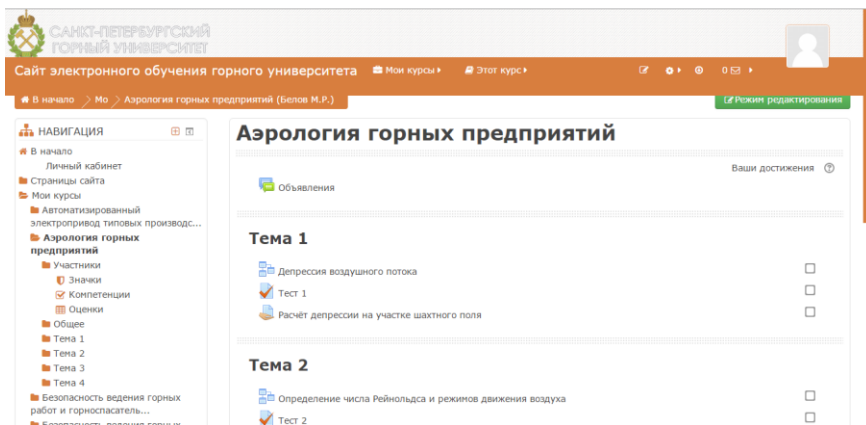 САНКТ-ПЕТЕРБУРГСКИЙ
ГОРНЫЙ УНИВЕРСИТЕТ
Сайт электронного обучения горного университета Мои курсы Этот курс 0
В начало Мо Аэрология горных предприятий (Белов М.Р.) Режим редактирования
НАВИГАЦИЯ
В начало
Личный кабинет
Страницы сайта
Мои курсы
Автоматизированный
электропривод типовых производс...
Аэрология горных
предприятий
Участники
Значки
Компетенции
Оценки
Общее
Тема 1
Тема 2
Тема 3
Тема 4
Безопасность ведения горных
работ и горноспасатель...
Безопасность ведения горных
Аэрология горных предприятий
Ваши достижения
Объявления
Тема 1
Депрессия воздушного потока
Тест 1
Расчёт депрессии на участке шахтного поля
Тема 2
Определение числа Рейнольдса и режимов движения воздуха
Тест 2